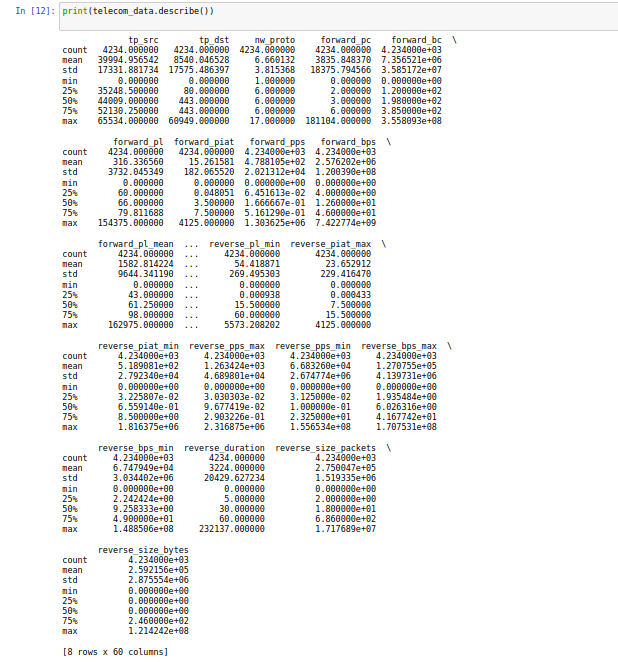 In [12]: print(telecom_data.describe())
tp_src tp_dst nw_proto forward_pc forward_bc \
count 4234.000000 4234.000000 4234.000000 4234.000000 4.234000e+03
mean 39994.956542 8540.046528 6.660132 3835.848370 7.356521e+06
std 17331.881734 17575.486397 3.815368 18375.794566 3.585172e+07
min 0.000000 0.000000 1.000000 0.000000 0.000000e+00
25% 35248.500000 80.000000 6.000000 2.000000 1.200000e+02
50% 44009.000000 443.000000 6.000000 3.000000 1.980000e+02
75% 52130.250000 443.000000 6.000000 6.000000 3.850000e+02
max 65534.000000 60949.000000 17.000000 181104.000000 3.558093e+08
forward_pl forward_piat forward_pps forward_bps \
count 4234.000000 4234.000000 4.234000e+03 4.234000e+03
mean 316.336560 15.261581 4.788105e+02 2.576202e+06
std 3732.045349 182.065520 2.021312e+04 1.200390e+08
min 0.000000 0.000000 0.000000e+00 0.000000e+00
25% 60.000000 0.048051 6.451613e-02 4.000000e+00
50% 66.000000 3.500000 1.666667e-01 1.260000e+01
75% 79.811688 7.500000 5.161290e-01 4.600000e+01
max 154375.000000 4125.000000 1.303625e+06 7.422774e+09
forward_pl_mean ... reverse_pl_min reverse_piat_max \
count 4234.000000 ... 4234.000000 4234.000000
mean 1582.814224 ... 54.418871 23.652912
std 9644.341190 ... 269.495303 229.416470
min 0.000000 ... 0.000000 0.000000
25% 43.000000 ... 0.000938 0.000433
50% 61.250000 ... 15.500000 7.500000
75% 98.000000 ... 60.000000 15.500000
max 162975.000000 ... 5573.208202 4125.000000
reverse_piat_min reverse_pps_max reverse_pps_min reverse_bps_max \
count 4.234000e+03 4.234000e+03 4.234000e+03 4.234000e+03
mean 5.189081e+02 1.263424e+03 6.683260e+04 1.270755e+05
std 2.792340e+04 4.689801e+04 2.674774e+06 4.139731e+06
min 0.000000e+00 0.000000e+00 0.000000e+00 0.000000e+00
25% 3.225807e-02 3.030303e-02 3.125000e-02 1.935484e+00
50% 6.559140e-01 9.677419e-02 1.000000e-01 6.026316e+00
75% 8.500000e+00 2.903226e-01 2.325000e+01 4.167742e+01
max 1.816375e+06 2.316875e+06 1.556534e+08 1.707531e+08
reverse_bps_min reverse_duration reverse_size_packets \
count 4.234000e+03 4234.000000 4.234000e+03
mean 6.747949e+04 3224.000000 2.750047e+05
std 3.034402e+06 20429.627234 1.519335e+06
min 0.000000e+00 0.000000 0.000000e+00
25% 2.242424e+00 5.000000 2.000000e+00
50% 9.258333e+00 30.000000 1.800000e+01
75% 4.900000e+01 60.000000 6.860000e+02
max 1.488506e+08 232137.000000 1.717689e+07
reverse_size_bytes
count 4.234000e+03
mean 2.592156e+05
std 2.875554e+06
min 0.000000e+00
25% 0.000000e+00
50% 0.000000e+00
75% 2.460000e+02
max 1.214242e+08
[8 rows x 60 columns]